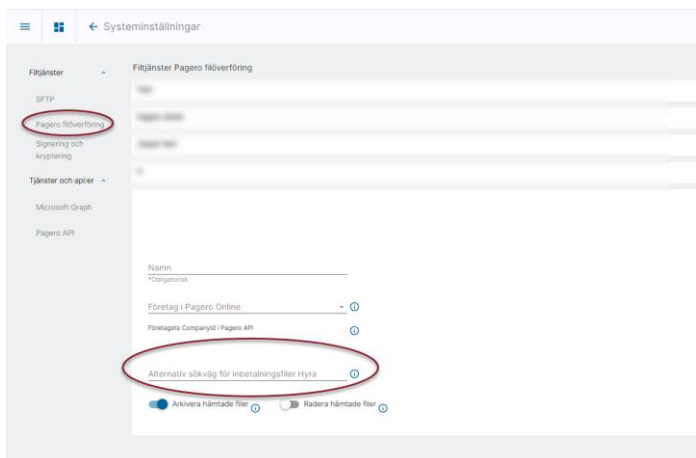 Systeminställningar
Filtjänster
SFTP
Pagero filöverföring
Signering och
kryptering
Tjänster och api:er
Microsoft Graph
Pagero API
Filtjänster Pagero filöverföring
Namn
*Obligatorisk
Företag i Pagero Online
Företagets CompanyId i Pagero API
Alternativ sökväg för inbetalningsfiler Hyra
Arkivera hämtade filer
Radera hämtade filer